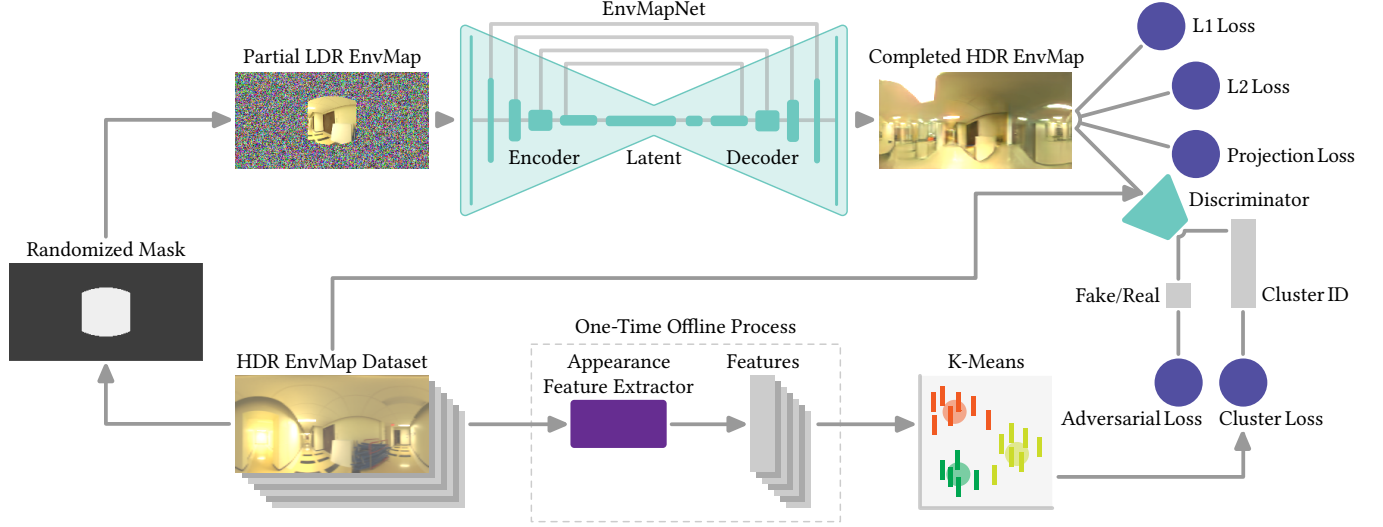 EnvMapNet
L1 Loss
Partial LDR EnvMap
Completed HDR EnvMap
L2 Loss
Encoder
Latent
Decoder
Projection Loss
Discriminator
Randomized Mask
Fake/Real
Cluster ID
One-Time Offline Process
HDR EnvMap Dataset
Appearance
Feature Extractor
Features
K-Means
Adversarial Loss
Cluster Loss